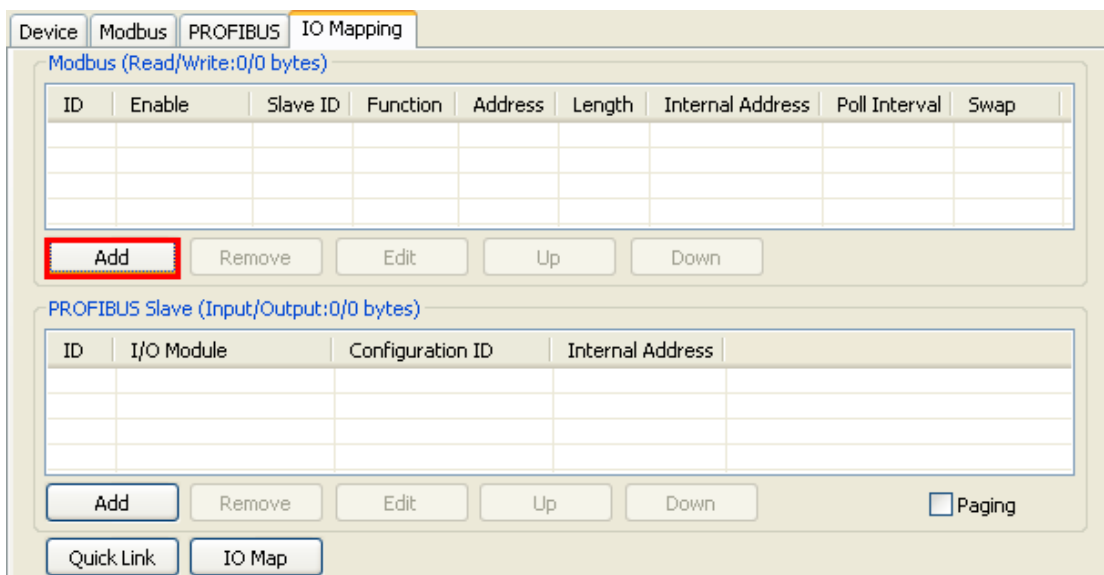 Device Modbus PROFIBUS IO Mapping
Modbus (Read/Write:0/0 bytes)
ID Enable Slave ID Function Address Length Internal Address Poll Interval Swap
Add Remove Edit Up Down
PROFIBUS Slave (Input/Output:0/0 bytes)
ID I/O Module Configuration ID Internal Address
Add Remove Edit Up Down Paging
Quick Link IO Map